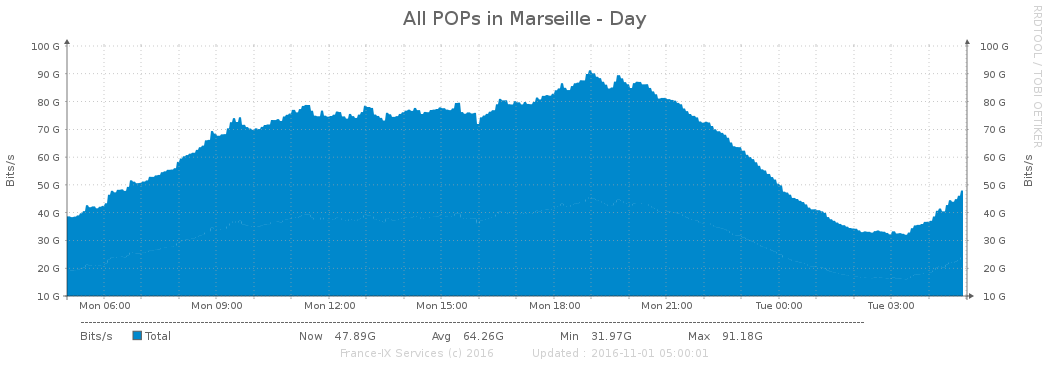 All POPs in Marseille - Day
RRDTOOL / TOBI OETIKER
100 G 100 G
90 G 90 G
80 G 80 G
70 G 70 G
60 G 60 G
50 G 50 G
40 G 40 G
30 G 30 G
20 G 20 G
10 G 10 G
Bits/s
Bits/s
Mon 06:00 Mon 09:00 Mon 12:00 Mon 15:00 Mon 18:00 Mon 21:00 Tue 00:00 Tue 03:00
Bits/s Total Now 47.89G Avg 64.26G Min 31.97G Max 91.18G
France-IX Services (c) 2016 Updated : 2016-11-01 05:00:01